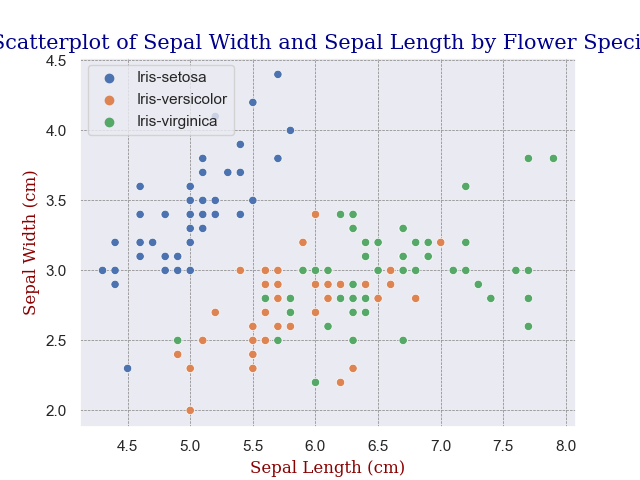 Scatterplot of Sepal Width and Sepal Length by Flower Speci
4.5
4.0
3.5
3.0
2.5
2.0
Sepal Width (cm)
Iris-setosa
Iris-versicolor
Iris-virginica
4.5 5.0 5.5 6.0 6.5 7.0 7.5 8.0
Sepal Length (cm)